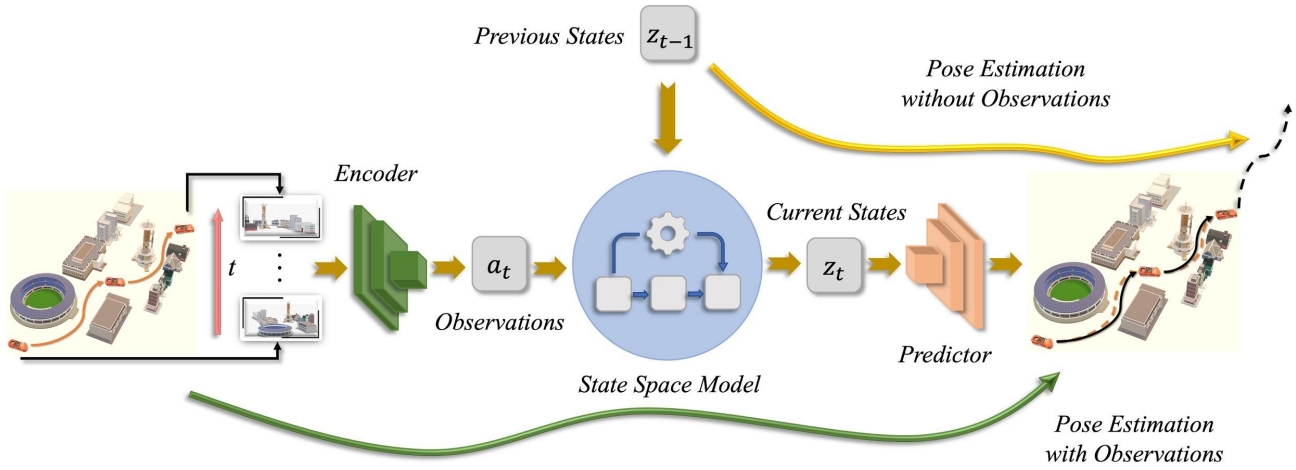 Previous States
z_{t-1}
Pose Estimation
without Observations
Encoder
t
a_t
Observations
State Space Model
Current States
z_t
Predictor
Pose Estimation
with Observations